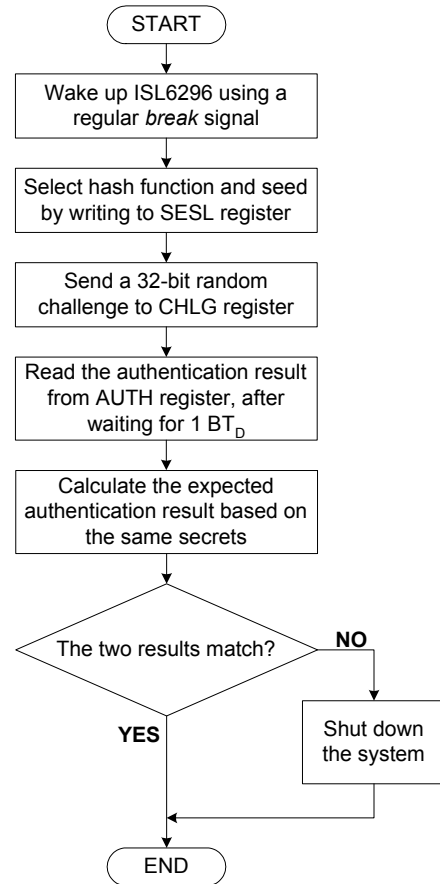 START
Wake up ISL6296 using a
regular break signal
Select hash function and seed
by writing to SESL register
Send a 32-bit random
challenge to CHLG register
Read the authentication result
from AUTH register, after
waiting for 1 BT_D
Calculate the expected
authentication result based on
the same secrets
The two results match?
NO
YES
Shut down
the system
END